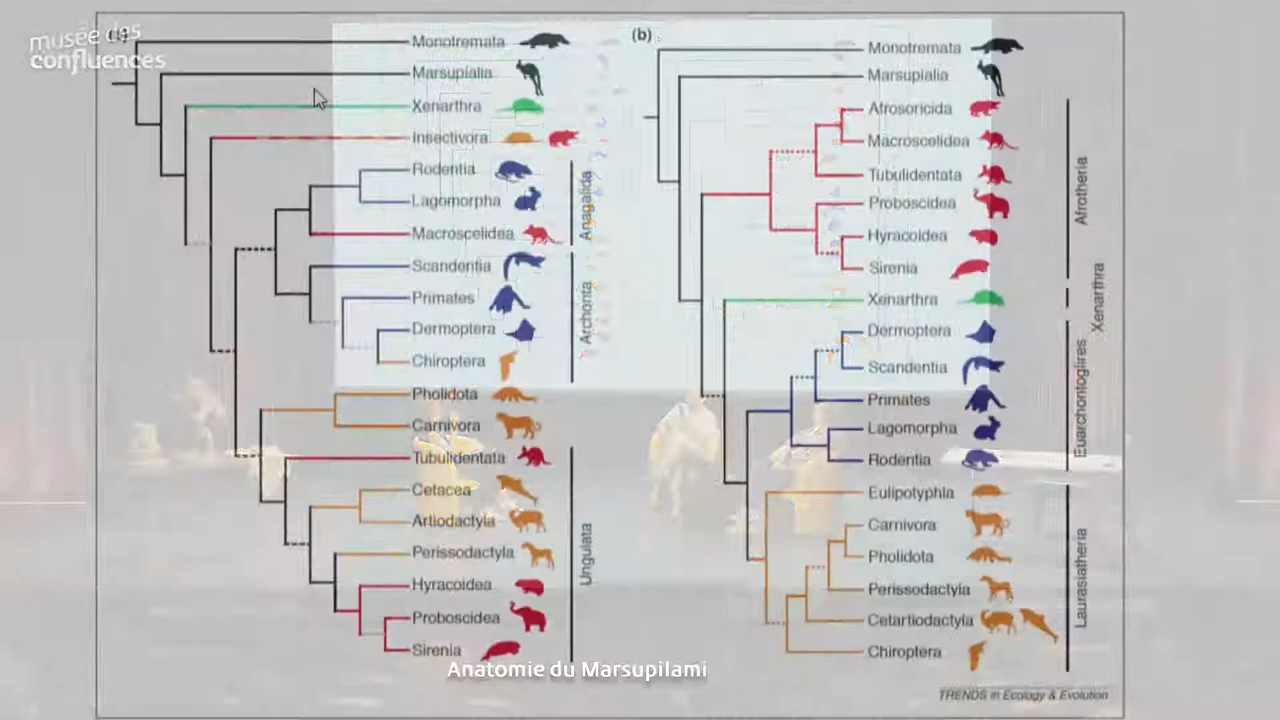 musée des
confluences
Monotremata
Marsupialia
Xenarthra
Insectivora
Rodentia
Lagomorpha
Macroscelidea
Scandentia
Primates
Dermoptera
Chiroptera
Pholidota
Carnivora
Tubulidentata
Cetacea
Artiodactyla
Perissodactyla
Hyracoidea
Proboscidea
Sirenia
Anagalida
Archonta
Ungulata
(b)
Monotremata
Marsupialia
Afrosoricida
Macroscelidea
Tubulidentata
Proboscidea
Hyracoidea
Sirenia
Xenarthra
Dermoptera
Scandentia
Primates
Lagomorpha
Rodentia
Eulipotyphla
Carnivora
Pholidota
Perissodactyla
Cetartiodactyla
Chiroptera
Afrotheria
Xenarthra
Euarchontoglires
Laurasiatheria
Anatomie du Marsupilami
TRENDS in Ecology & Evolution